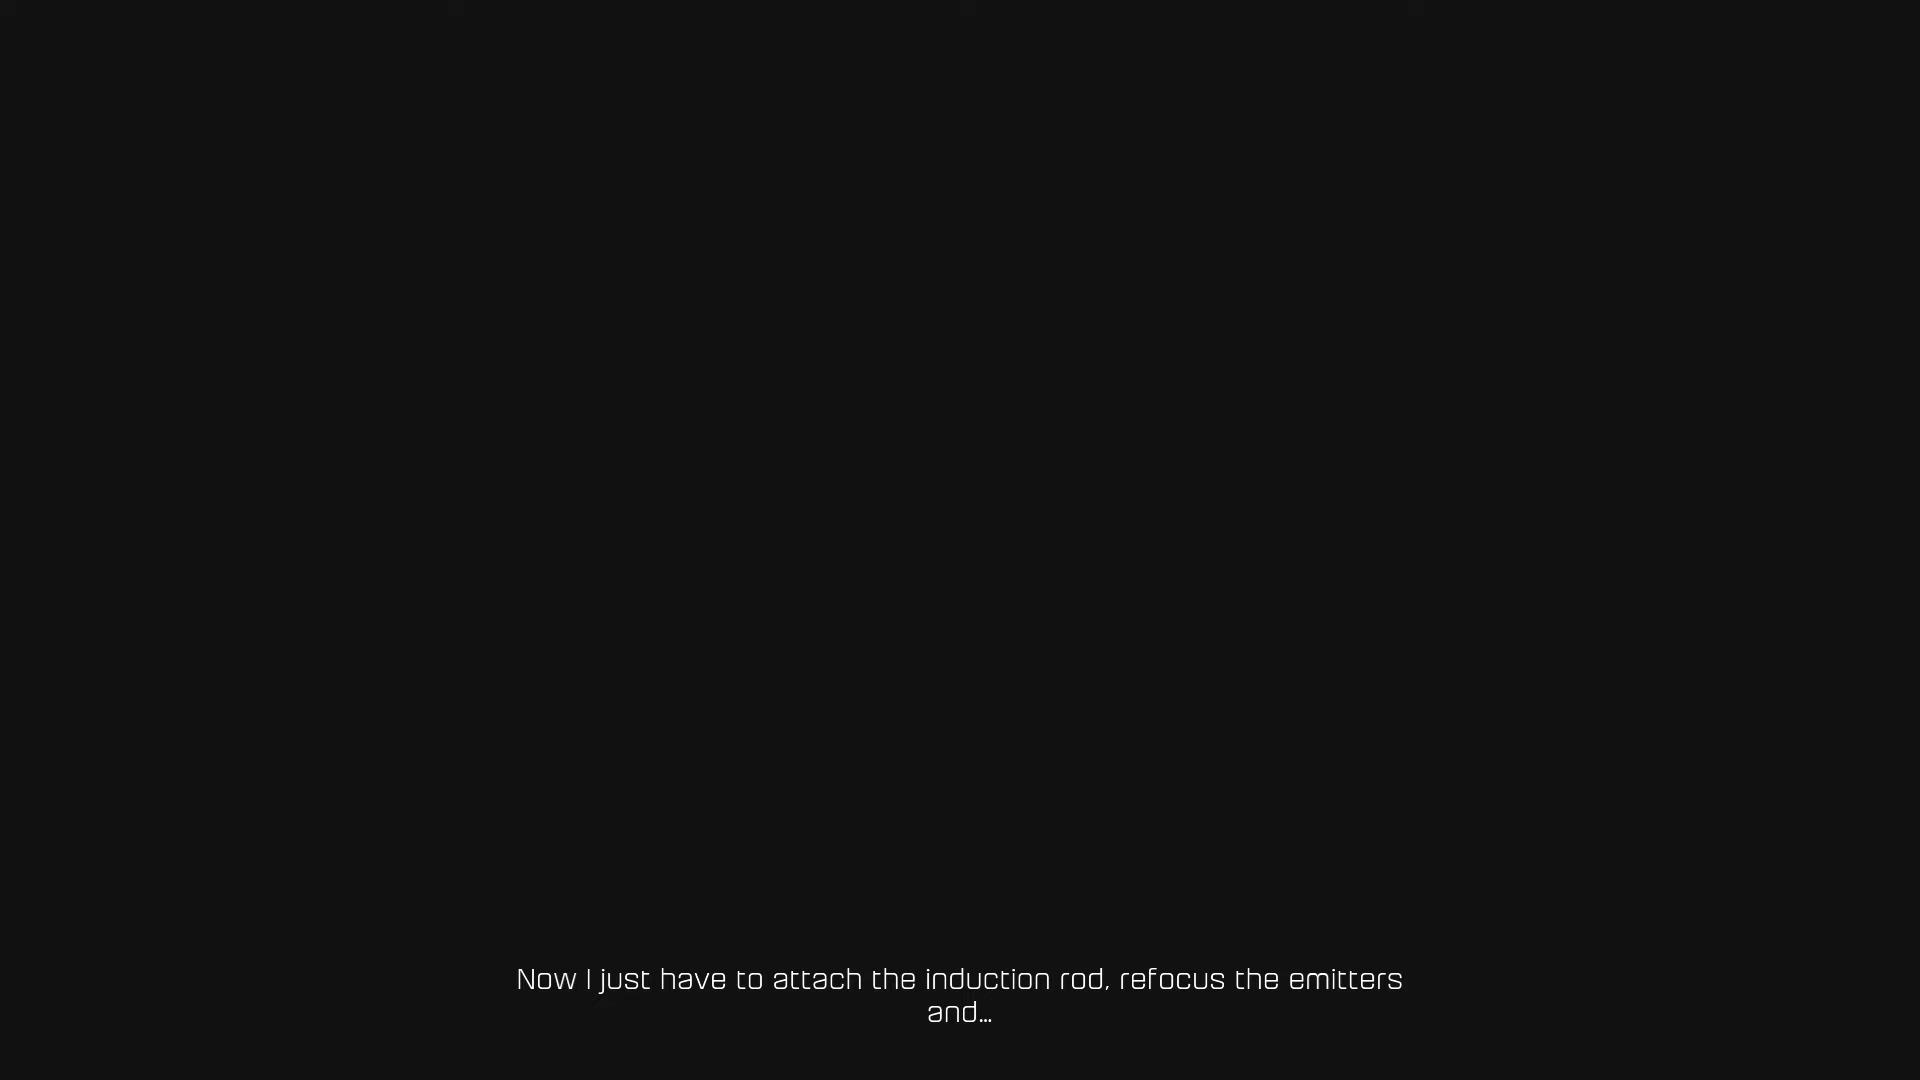 Now I just have to attach the induction rod, refocus the emitters
and...